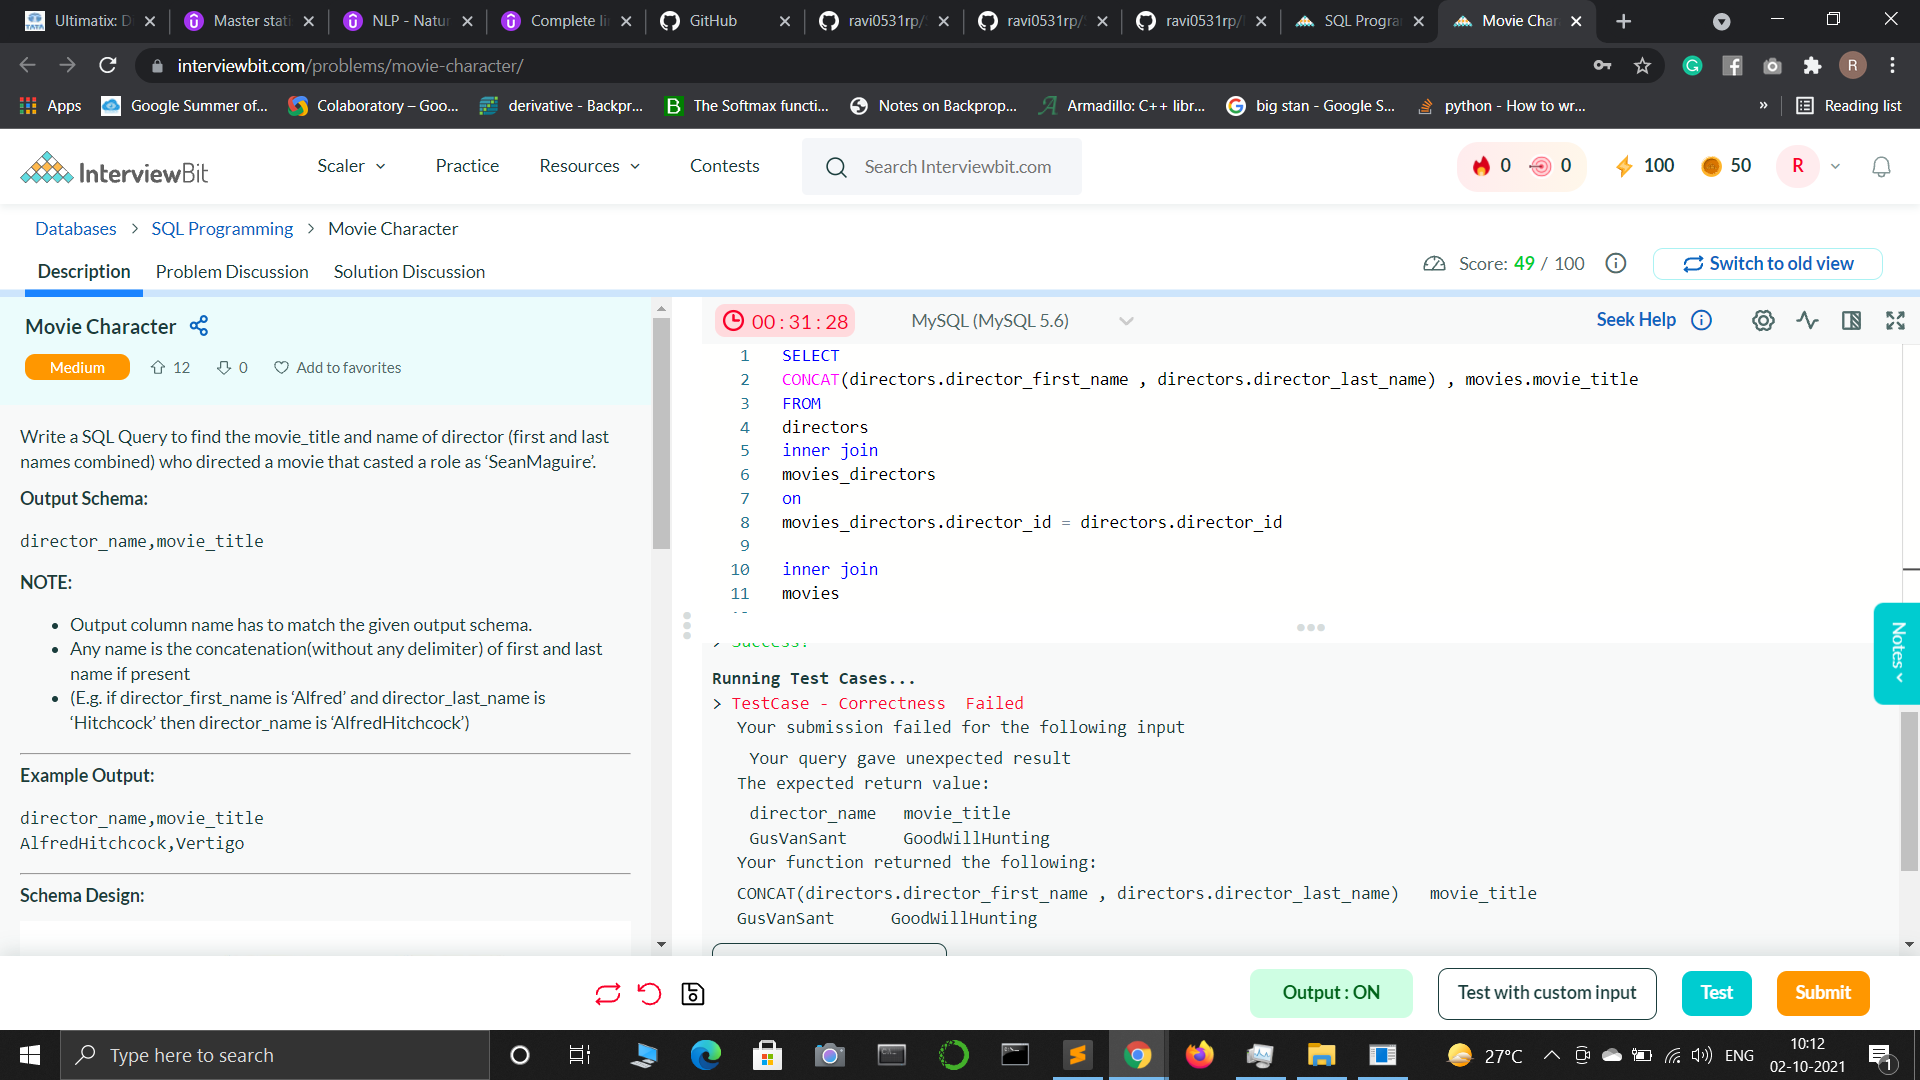 Ultimatix: D
Master stati
NLP - Natur
Complete li
GitHub
ravi0531rp/
ravi0531rp/
ravi0531rp/
SQL Progra
Movie Char
interviewbit.com/problems/movie-character/
R
Apps
Google Summer of...
Colaboratory – Goo...
derivative - Backpr...
The Softmax functi...
Notes on Backprop...
Armadillo: C++ libr...
big stan - Google S...
python - How to wr...
»
Reading list
InterviewBit
Scaler
Practice
Resources
Contests
Search Interviewbit.com
0
0
100
50
R
Databases > SQL Programming > Movie Character
Description
Problem Discussion
Solution Discussion
Score: 49 / 100
Switch to old view
Movie Character
Medium
12
0
Add to favorites
Write a SQL Query to find the movie_title and name of director (first and last
names combined) who directed a movie that casted a role as ‘SeanMaguire’.
Output Schema:
director_name,movie_title
NOTE:
• Output column name has to match the given output schema.
• Any name is the concatenation(without any delimiter) of first and last
name if present
• (E.g. if director_first_name is ‘Alfred’ and director_last_name is
‘Hitchcock’ then director_name is ‘AlfredHitchcock’)
Example Output:
director_name,movie_title
AlfredHitchcock,Vertigo
Schema Design:
00 : 31 : 28
MySQL (MySQL 5.6)
Seek Help
1 SELECT
2 CONCAT(directors.director_first_name , directors.director_last_name) , movies.movie_title
3 FROM
4 directors
5 inner join
6 movies_directors
7 on
8 movies_directors.director_id = directors.director_id
9
10 inner join
11 movies
Notes
Running Test Cases...
> TestCase - Correctness Failed
Your submission failed for the following input
Your query gave unexpected result
The expected return value:
director_name movie_title
GusVanSant GoodWillHunting
Your function returned the following:
CONCAT(directors.director_first_name , directors.director_last_name) movie_title
GusVanSant GoodWillHunting
Output : ON
Test with custom input
Test
Submit
Type here to search
27°C
ENG
10:12
02-10-2021
1